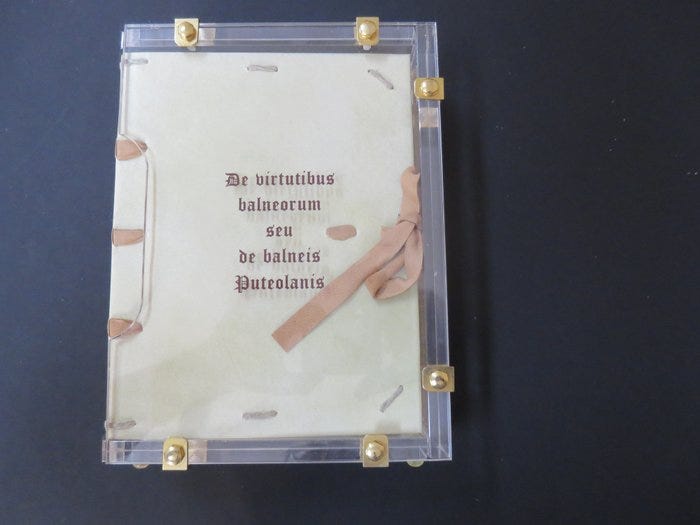 De virtutibus
balneorum
seu
de balneis
Puteolanis